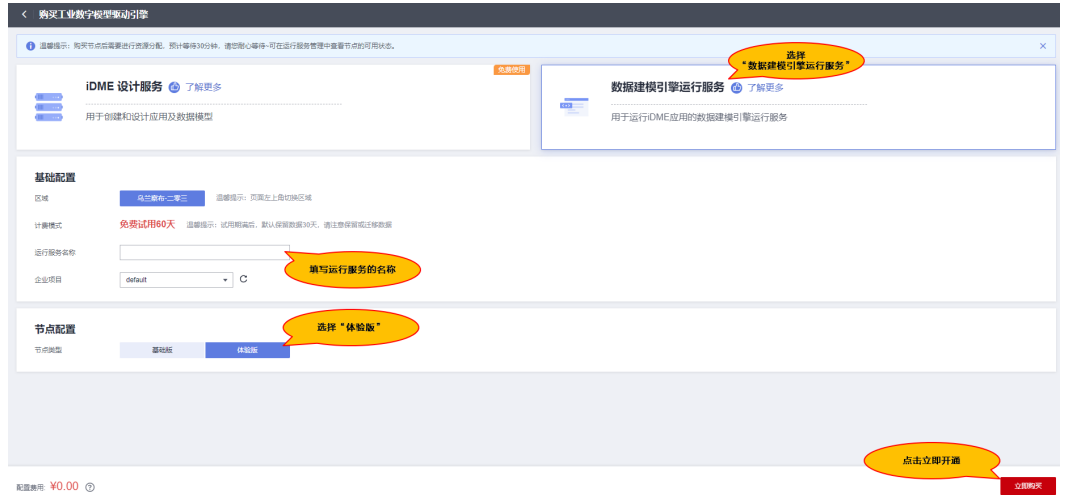 购买工业数字模型驱动引擎
温馨提示：购买节点后需要进行资源分配，预计等待30分钟，请您耐心等待~可在运行服务管理中查看节点的可用状态。
选择
“数据建模引擎运行服务”
免费使用
iDME 设计服务 了解更多
用于创建和设计应用及数据模型
数据建模引擎运行服务 了解更多
用于运行iDME应用的数据建模引擎运行服务
基础配置
区域 乌兰察布-二零三 温馨提示：页面左上角切换区域
计费模式 免费试用60天 温馨提示：试用期满后，默认保留数据30天，请注意保留或迁移数据
运行服务名称
填写运行服务的名称
企业项目 default
节点配置
选择“体验版”
节点类型 基础版 体验版
点击立即开通
配置费用 ¥0.00
立即购买